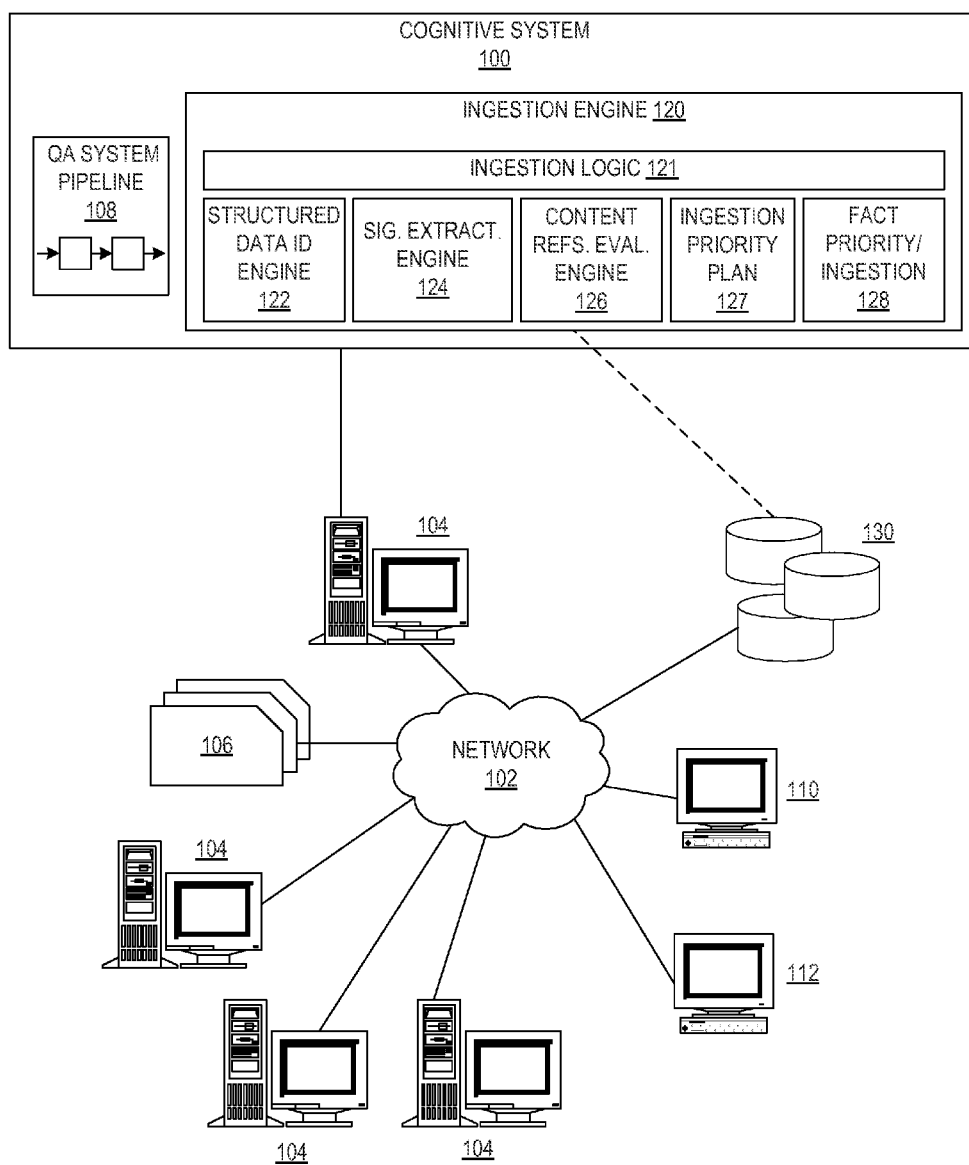 COGNITIVE SYSTEM
100
INGESTION ENGINE 120
QA SYSTEM
PIPELINE
108
INGESTION LOGIC 121
STRUCTURED
DATA ID
ENGINE
122
SIG. EXTRACT.
ENGINE
124
CONTENT
REFS. EVAL.
ENGINE
126
INGESTION
PRIORITY
PLAN
127
FACT
PRIORITY/
INGESTION
128
104
130
106
NETWORK
102
110
104
112
104
104